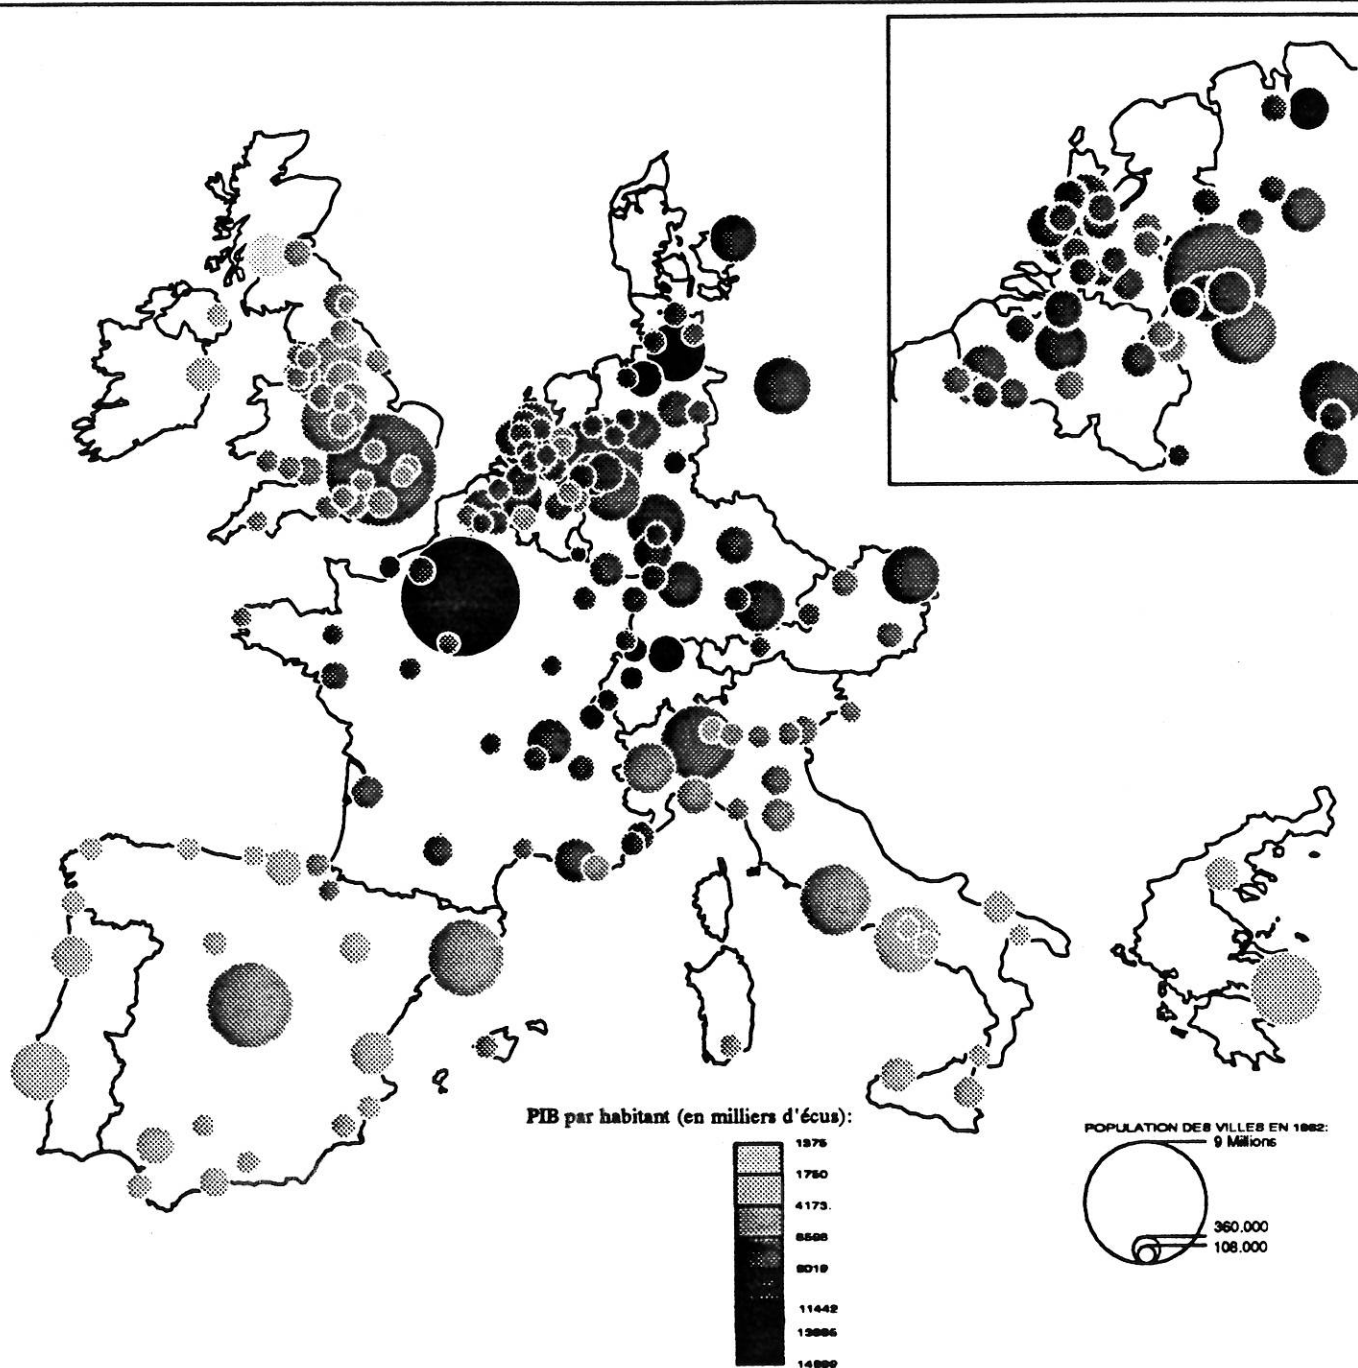 PIB par habitant (en milliers d'écus):
1375
1750
4173.
11442
POPULATION DES VILLES EN 1982:
9 Millions
360.000
108.000